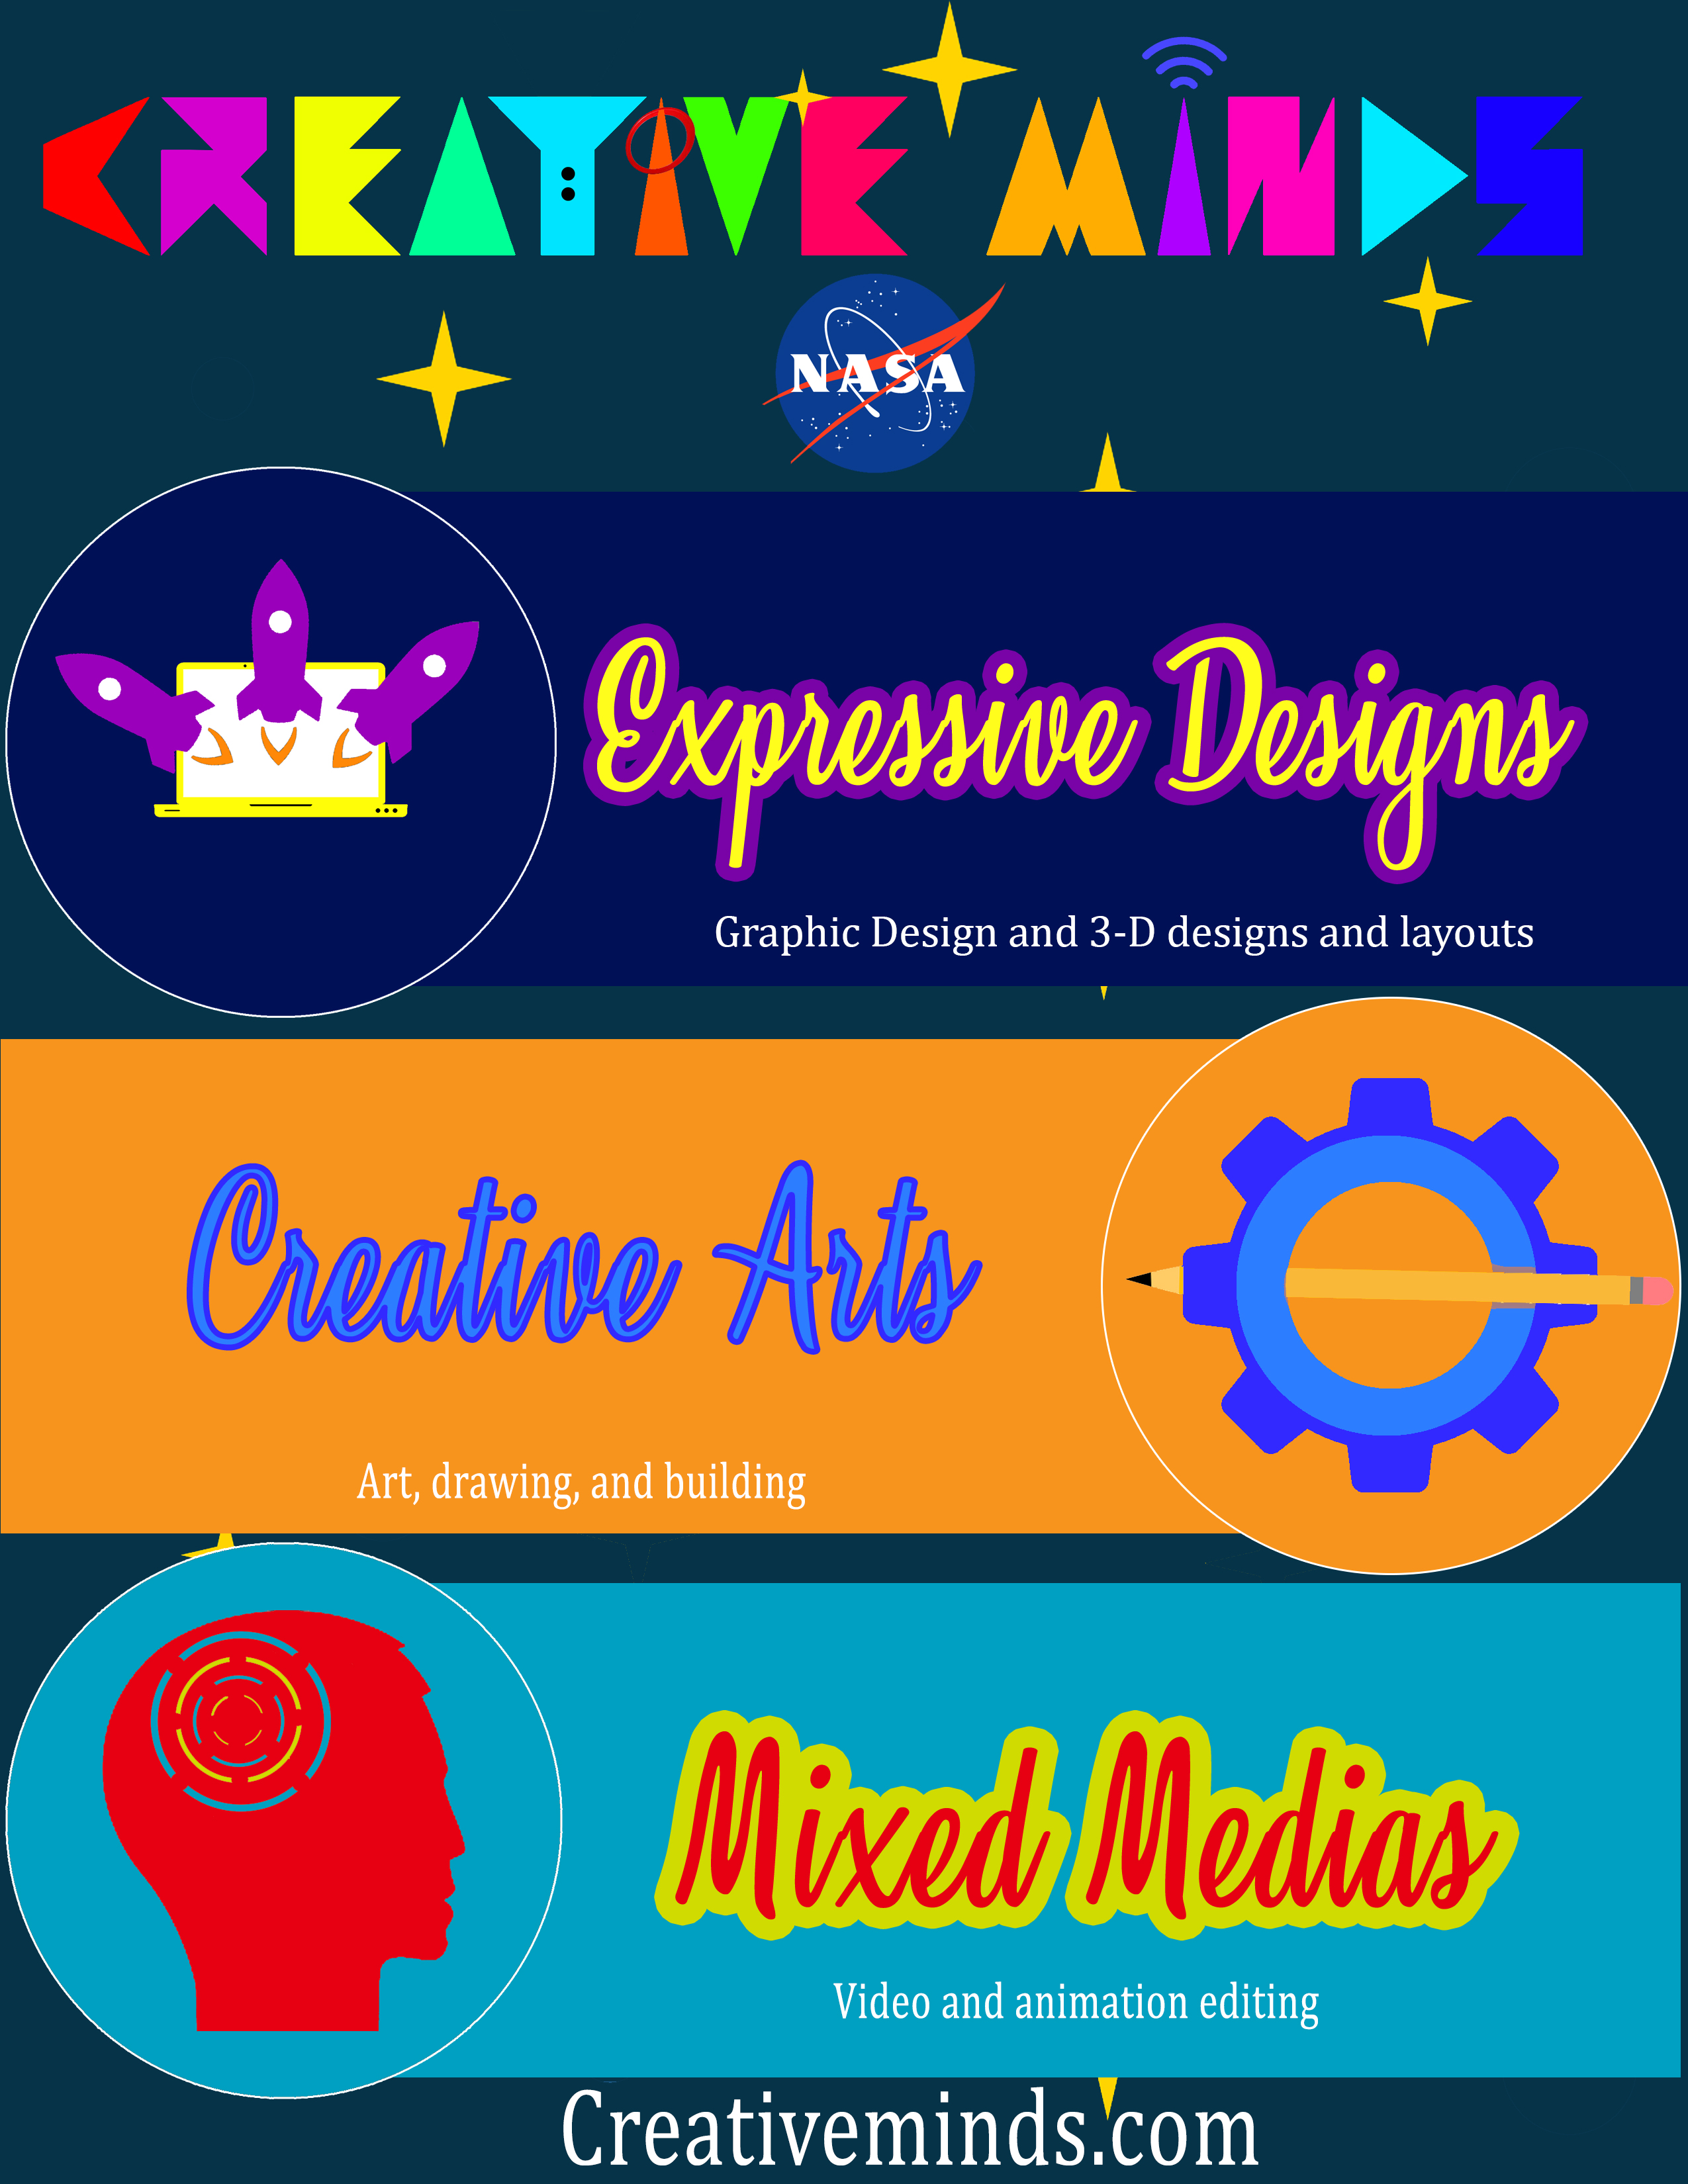 CREATIVE MINDS
NASA
Expressive Designs
Graphic Design and 3-D designs and layouts
Creative Arts
Art, drawing, and building
Mixed Medias
Video and animation editing
Creativeminds.com